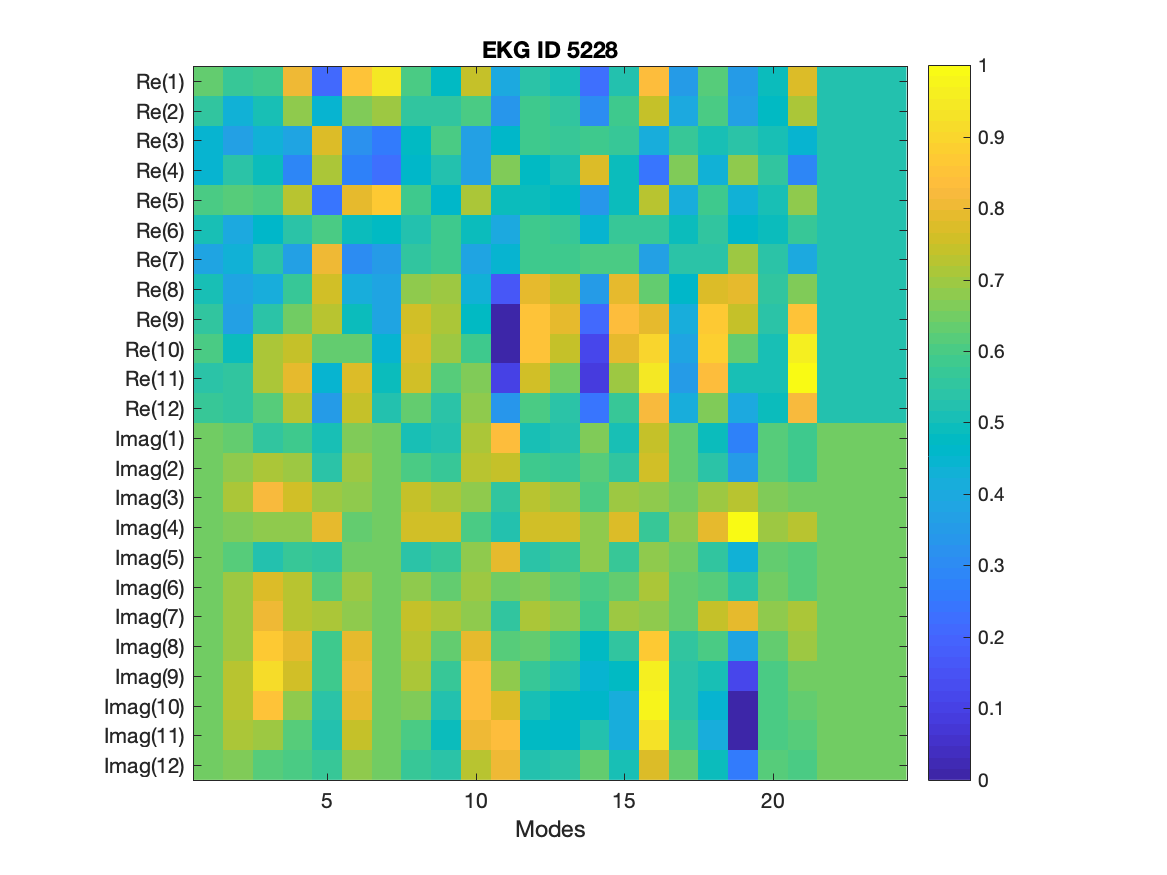 EKG ID 5228
Re(1)
Re(2)
Re(3)
Re(4)
Re(5)
Re(6)
Re(7)
Re(8)
Re(9)
Re(10)
Re(11)
Re(12)
Imag(1)
Imag(2)
Imag(3)
Imag(4)
Imag(5)
Imag(6)
Imag(7)
Imag(8)
Imag(9)
Imag(10)
Imag(11)
Imag(12)
5 10 15 20
Modes
1
0.9
0.8
0.7
0.6
0.5
0.4
0.3
0.2
0.1
0